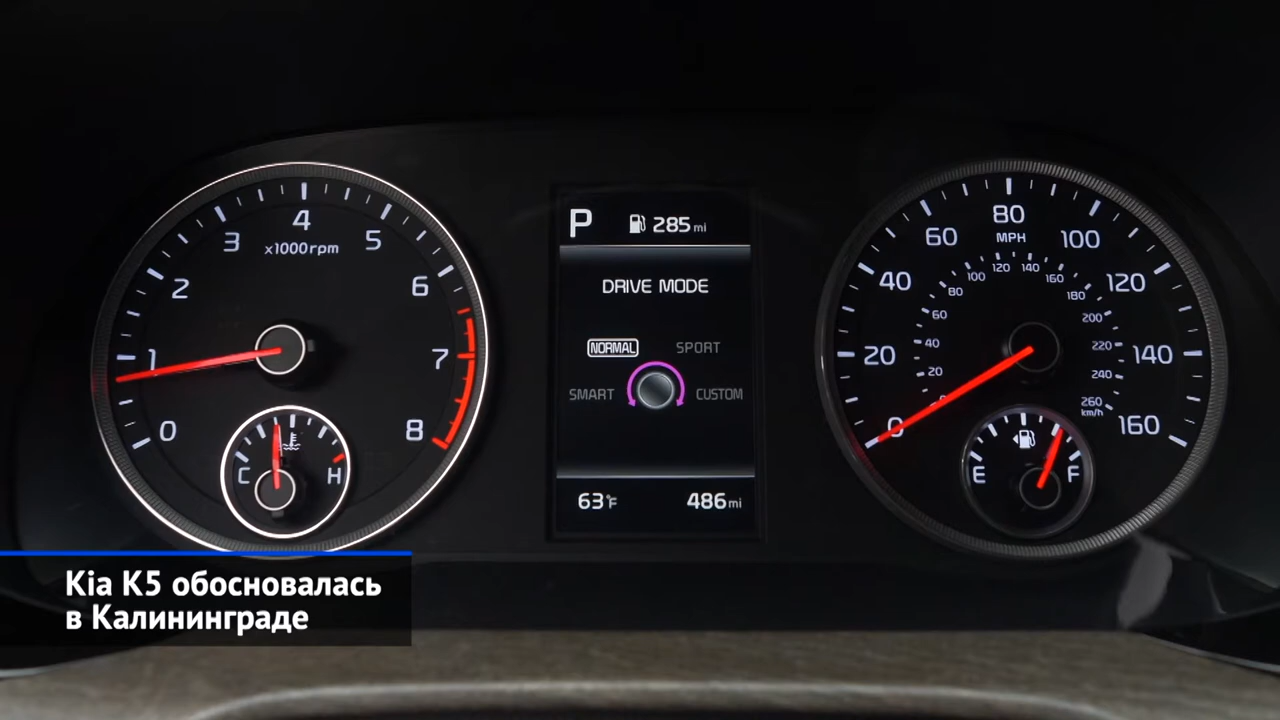 4
3 5
x1000rpm
2 6
1 7
0 8
C H
P 285 mi
DRIVE MODE
NORMAL SPORT
SMART CUSTOM
63°F 486 mi
80
60 MPH 100
40 120
20 140
0 160
120 140
100 160
80 180
60 200
40 220
20 240
0 260
km/h
E F
Kia K5 обосновалась
в Калининграде